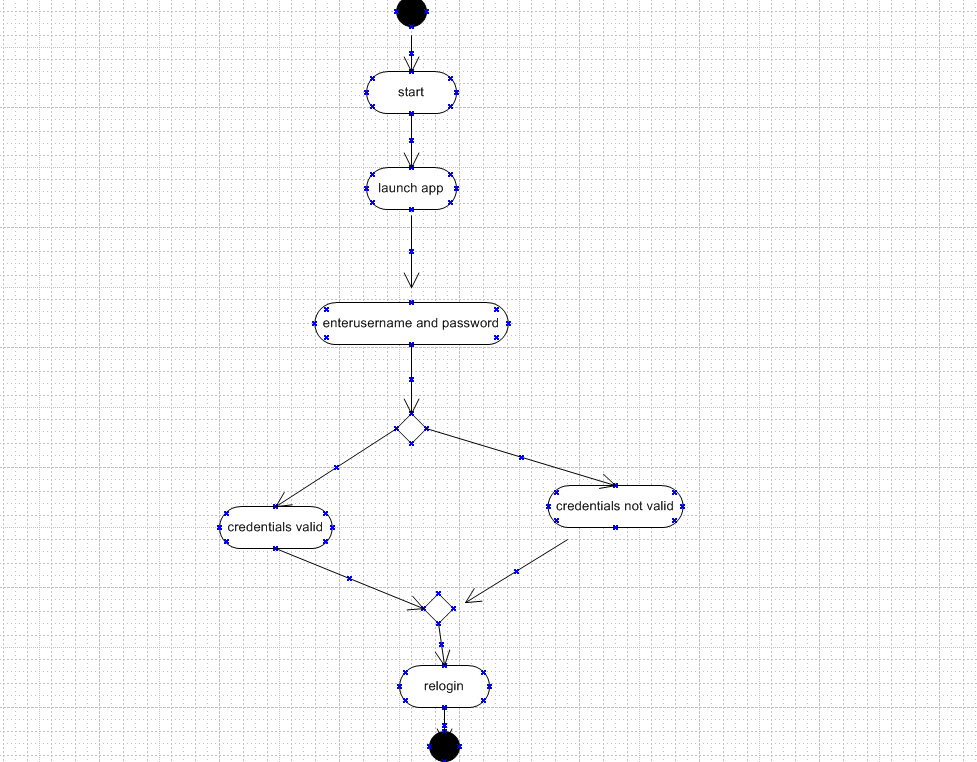 start
launch app
enterusername and password
credentials not valid
credentials valid
relogin